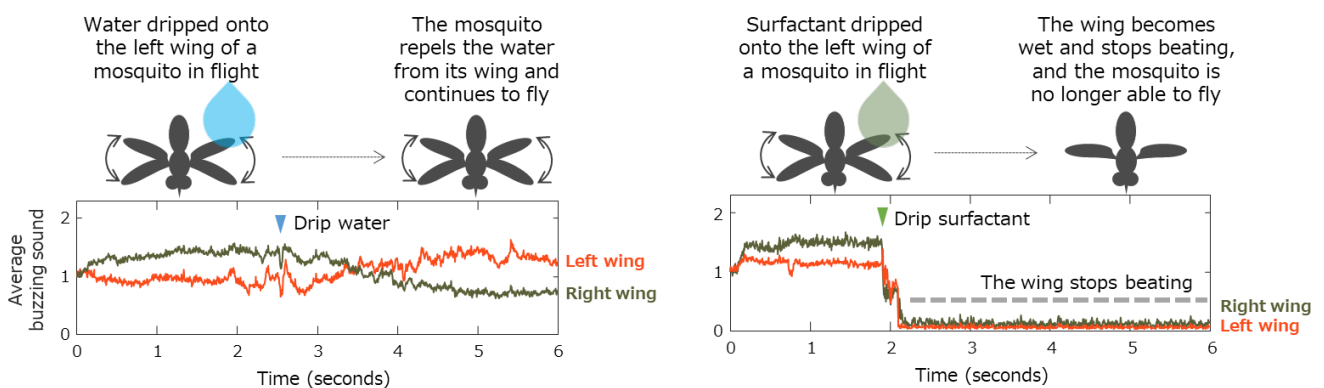 Water dripped onto
the left wing of a
mosquito in flight
The mosquito
repels the water
from its wing and
continues to fly
Average
buzzing sound
2
1
0
Drip water
Left wing
Right wing
0 1 2 3 4 5 6
Time (seconds)
Surfactant dripped
onto the left wing of
a mosquito in flight
The wing becomes
wet and stops beating,
and the mosquito is
no longer able to fly
2
1
0
Drip surfactant
The wing stops beating
Right wing
Left wing
0 1 2 3 4 5 6
Time (seconds)